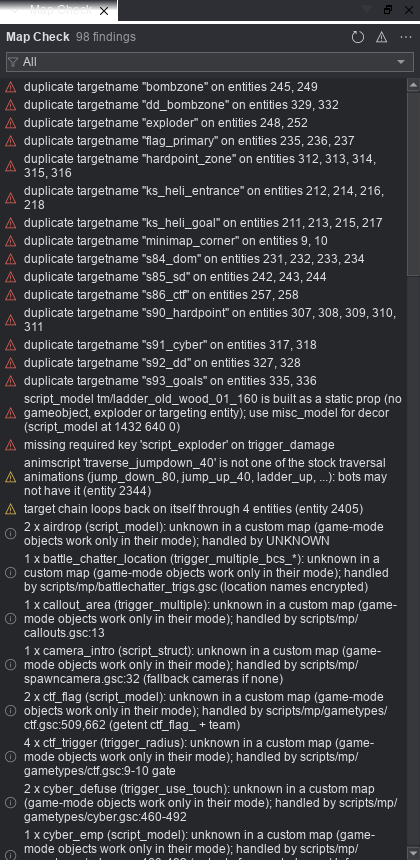 Map Check
Map Check 98 findings
All
duplicate targetname "bombzone" on entities 245, 249
duplicate targetname "dd_bombzone" on entities 329, 332
duplicate targetname "exploder" on entities 248, 252
duplicate targetname "flag_primary" on entities 235, 236, 237
duplicate targetname "hardpoint_zone" on entities 312, 313, 314,
315, 316
duplicate targetname "ks_heli_entrance" on entities 212, 214, 216,
218
duplicate targetname "ks_heli_goal" on entities 211, 213, 215, 217
duplicate targetname "minimap_corner" on entities 9, 10
duplicate targetname "s84_dom" on entities 231, 232, 233, 234
duplicate targetname "s85_sd" on entities 242, 243, 244
duplicate targetname "s86_ctf" on entities 257, 258
duplicate targetname "s90_hardpoint" on entities 307, 308, 309, 310,
311
duplicate targetname "s91_cyber" on entities 317, 318
duplicate targetname "s92_dd" on entities 327, 328
duplicate targetname "s93_goals" on entities 335, 336
script_model tm/ladder_old_wood_01_160 is built as a static prop (no
gameobject, exploder or targeting entity); use misc_model for decor
(script_model at 1432 640 0)
missing required key 'script_exploder' on trigger_damage
animscript 'traverse_jumpdown_40' is not one of the stock traversal
animations (jump_down_80, jump_up_40, ladder_up, ...): bots may
not have it (entity 2344)
target chain loops back on itself through 4 entities (entity 2405)
2 x airdrop (script_model): unknown in a custom map (game-
mode objects work only in their mode); handled by UNKNOWN
1 x battle_chatter_location (trigger_multiple_bcs_*): unknown in a
custom map (game-mode objects work only in their mode); handled
by scripts/mp/battlechatter_trigs.gsc (location names encrypted)
1 x callout_area (trigger_multiple): unknown in a custom map (game-
mode objects work only in their mode); handled by scripts/mp/
callouts.gsc:13
1 x camera_intro (script_struct): unknown in a custom map (game-
mode objects work only in their mode); handled by scripts/mp/
spawncamera.gsc:32 (fallback cameras if none)
2 x ctf_flag (script_model): unknown in a custom map (game-mode
objects work only in their mode); handled by scripts/mp/gametypes/
ctf.gsc:509,662 (getent ctf_flag_ + team)
4 x ctf_trigger (trigger_radius): unknown in a custom map (game-
mode objects work only in their mode); handled by scripts/mp/
gametypes/ctf.gsc:9-10 gate
2 x cyber_defuse (trigger_use_touch): unknown in a custom map
(game-mode objects work only in their mode); handled by scripts/mp/
gametypes/cyber.gsc:460-492
1 x cyber_emp (script_model): unknown in a custom map (game-
mode objects work only in their mode); handled by scripts/mp/